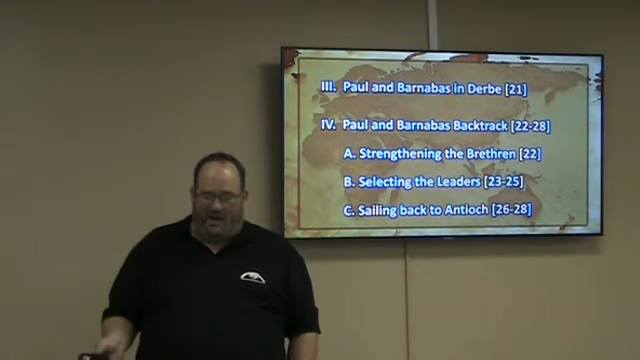 III. Paul and Barnabas in Derbe [21]
IV. Paul and Barnabas Backtrack [22-28]
A. Strengthening the Brethren [22]
B. Selecting the Leaders [23-25]
C. Sailing back to Antioch [26-28]